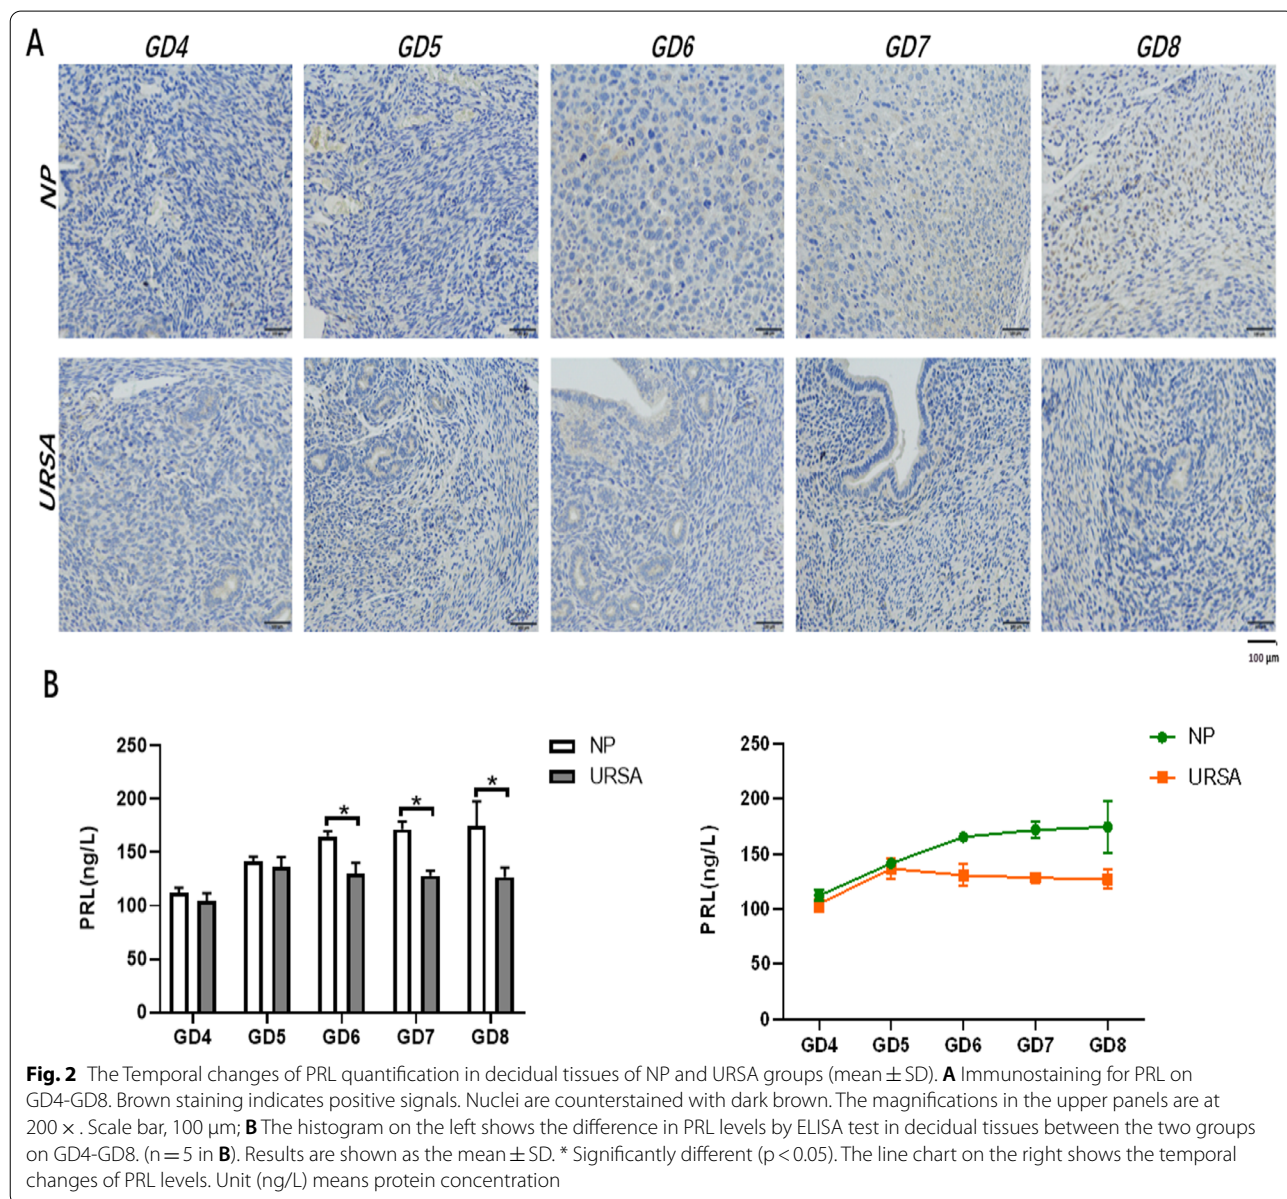 A
GD4 GD5 GD6 GD7 GD8
NP
URSA
100 µm
B
PRL(ng/L)
250
200
150
100
50
0
GD4 GD5 GD6 GD7 GD8
* * *
NP
URSA
PRL(ng/L)
250
200
150
100
50
0
GD4 GD5 GD6 GD7 GD8
NP
URSA
Fig. 2 The Temporal changes of PRL quantification in decidual tissues of NP and URSA groups (mean ± SD). A Immunostaining for PRL on
GD4-GD8. Brown staining indicates positive signals. Nuclei are counterstained with dark brown. The magnifications in the upper panels are at
200 ×. Scale bar, 100 µm; B The histogram on the left shows the difference in PRL levels by ELISA test in decidual tissues between the two groups
on GD4-GD8. (n = 5 in B). Results are shown as the mean ± SD. * Significantly different (p < 0.05). The line chart on the right shows the temporal
changes of PRL levels. Unit (ng/L) means protein concentration